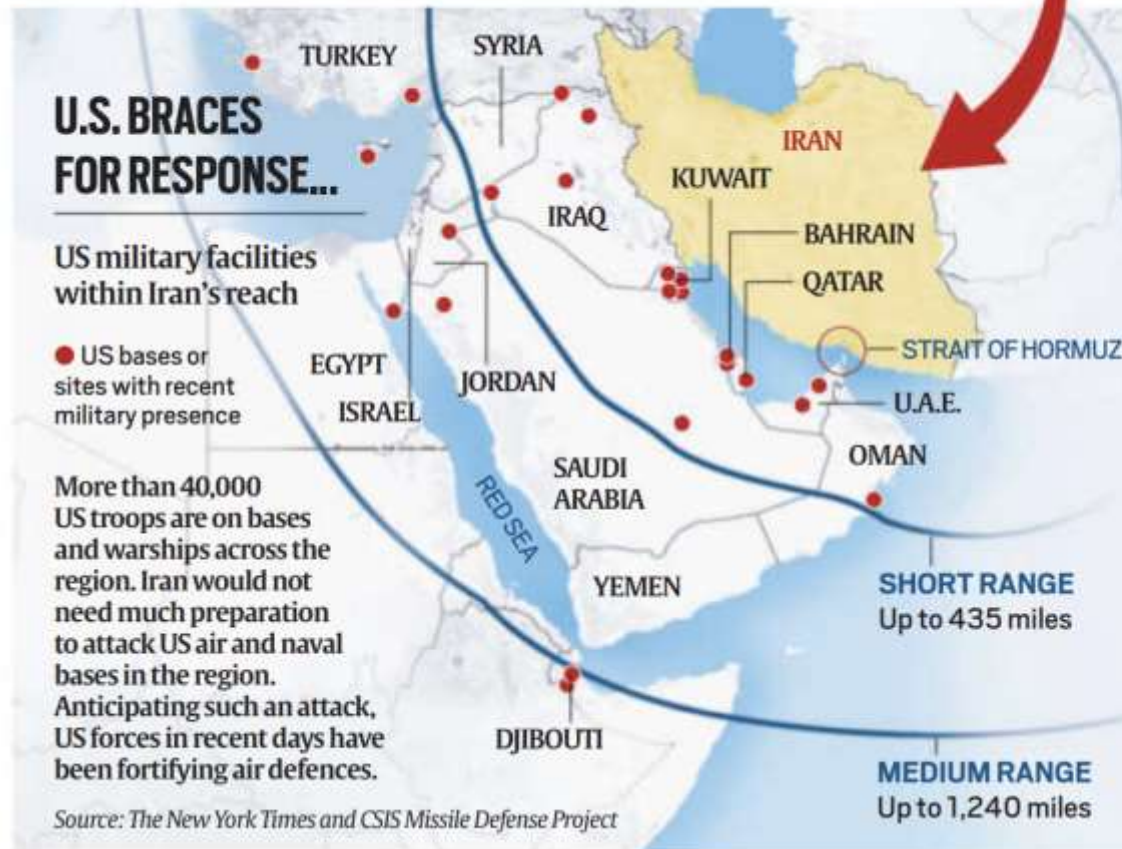 U.S. BRACES
FOR RESPONSE...
US military facilities
within Iran's reach
US bases or
sites with recent
military presence
More than 40,000
US troops are on bases
and warships across the
region. Iran would not
need much preparation
to attack US air and naval
bases in the region.
Anticipating such an attack,
US forces in recent days have
been fortifying air defences.
Source: The New York Times and CSIS Missile Defense Project
TURKEY
SYRIA
IRAN
KUWAIT
IRAQ
BAHRAIN
QATAR
STRAIT OF HORMUZ
EGYPT
JORDAN
ISRAEL
U.A.E.
OMAN
SAUDI
ARABIA
RED SEA
YEMEN
SHORT RANGE
Up to 435 miles
DJIBOUTI
MEDIUM RANGE
Up to 1,240 miles